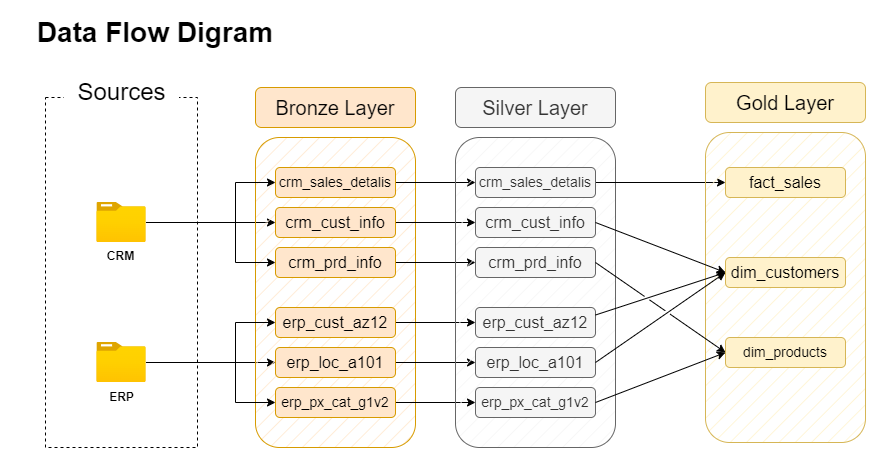 Data Flow Digram
Sources
Bronze Layer
Silver Layer
Gold Layer
CRM
ERP
crm_sales_detalis
crm_cust_info
crm_prd_info
erp_cust_az12
erp_loc_a101
erp_px_cat_g1v2
crm_sales_detalis
crm_cust_info
crm_prd_info
erp_cust_az12
erp_loc_a101
erp_px_cat_g1v2
fact_sales
dim_customers
dim_products